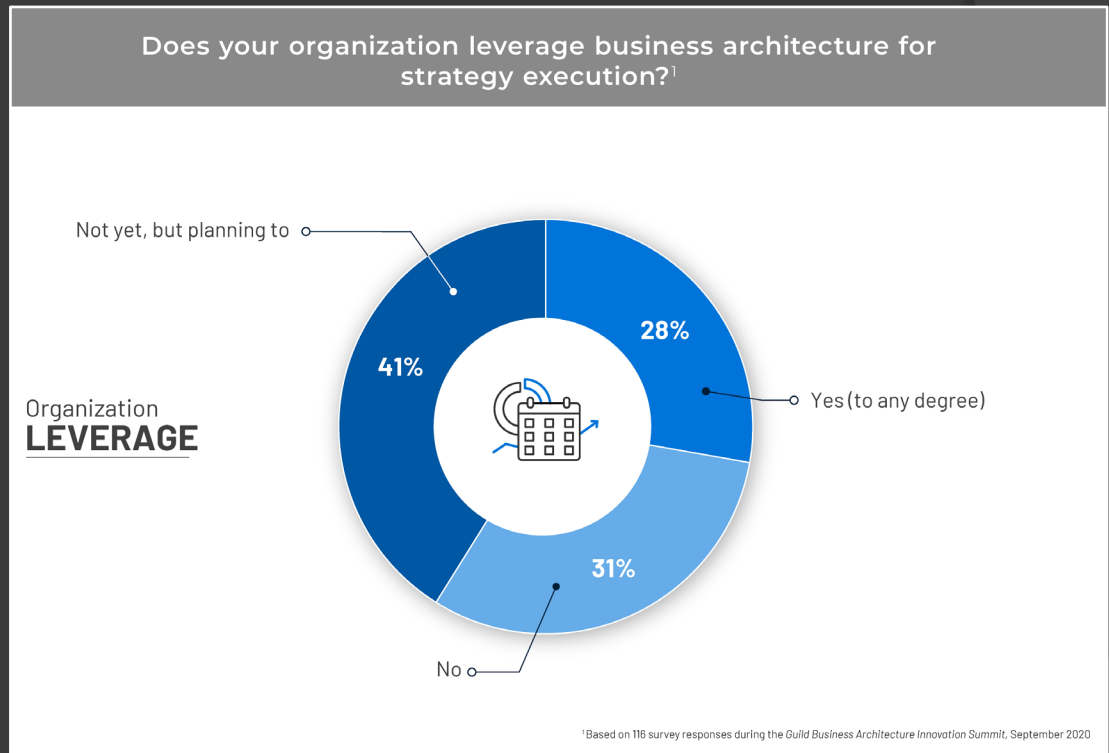 Does your organization leverage business architecture for
strategy execution?¹
Not yet, but planning to
28%
41%
Yes (to any degree)
Organization
LEVERAGE
31%
No
¹Based on 116 survey responses during the Guild Business Architecture Innovation Summit, September 2020